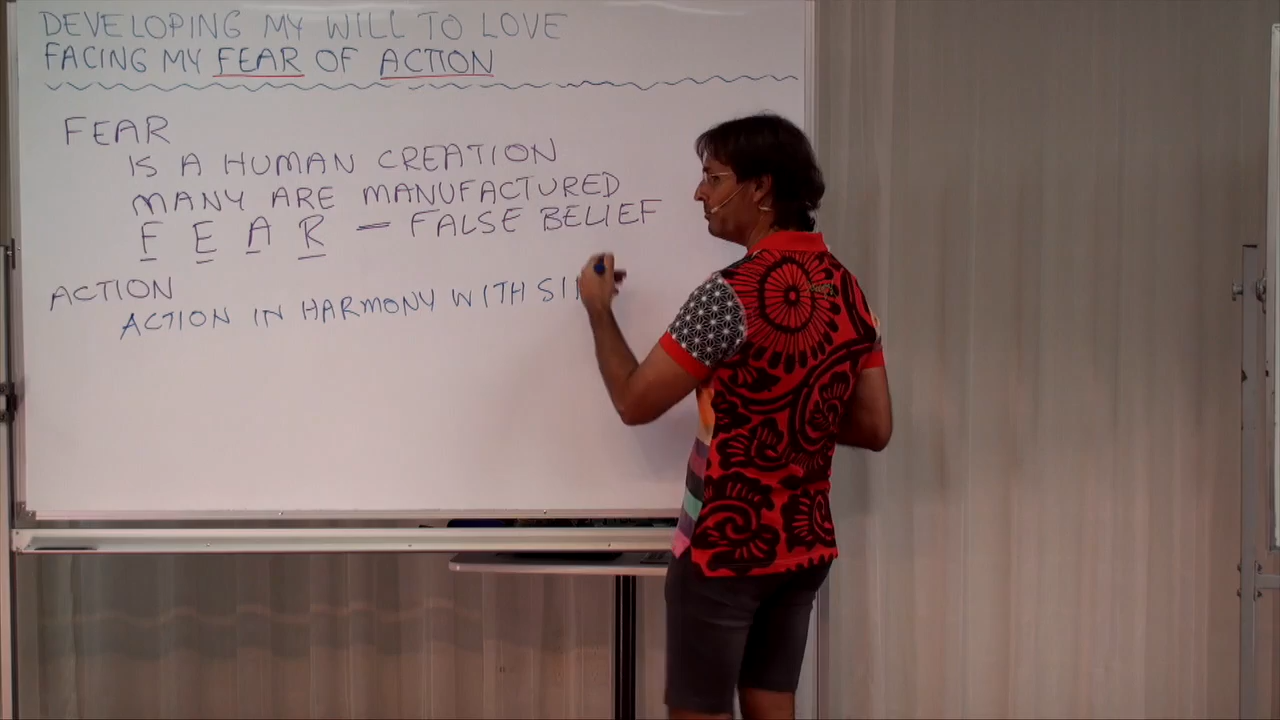 DEVELOPING MY WILL TO LOVE
FACING MY FEAR OF ACTION
FEAR
IS A HUMAN CREATION
MANY ARE MANUFACTURED
F E A R - FALSE BELIEF
ACTION
ACTION IN HARMONY WITH